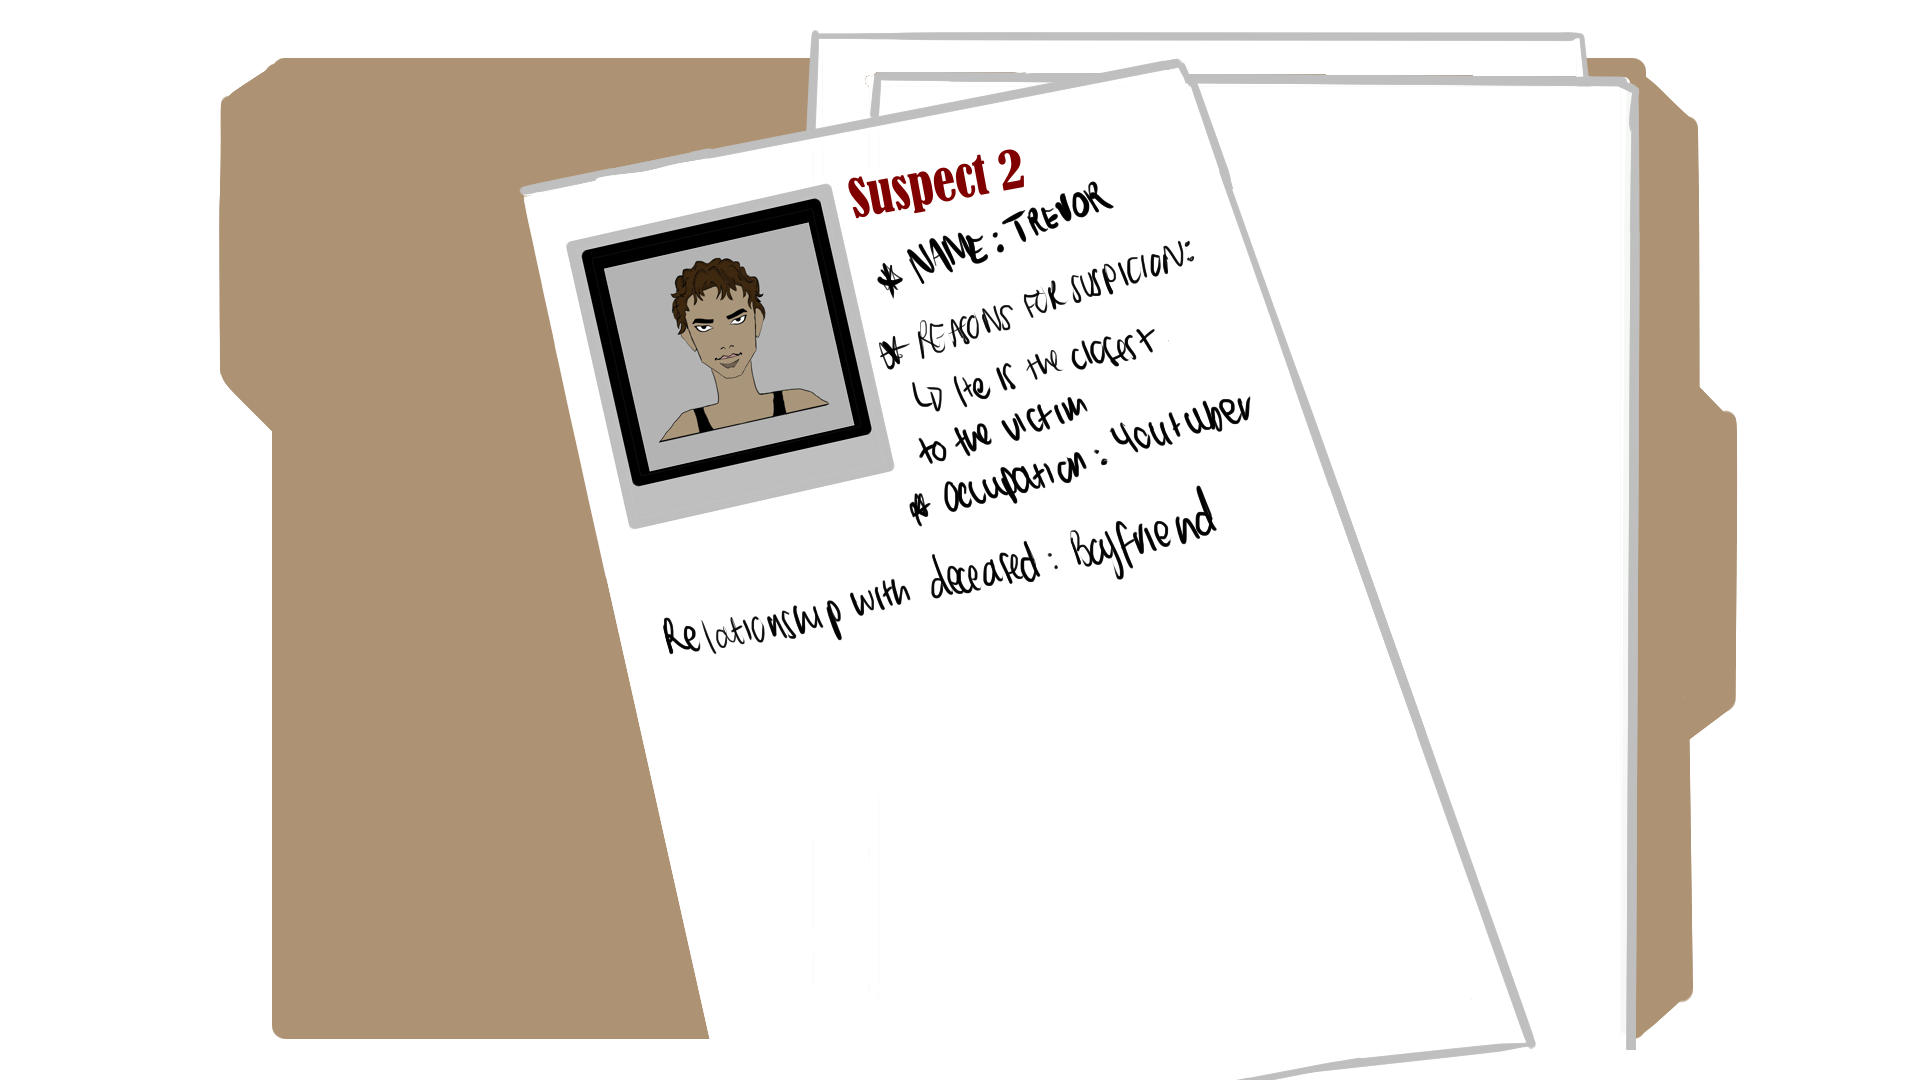 Suspect 2
* NAME: TREVOR
* REASONS FOR SUSPICION:
↳ He is the closest
to the victim
* occupation: Youtuber
Relationship with deceased: Boyfriend